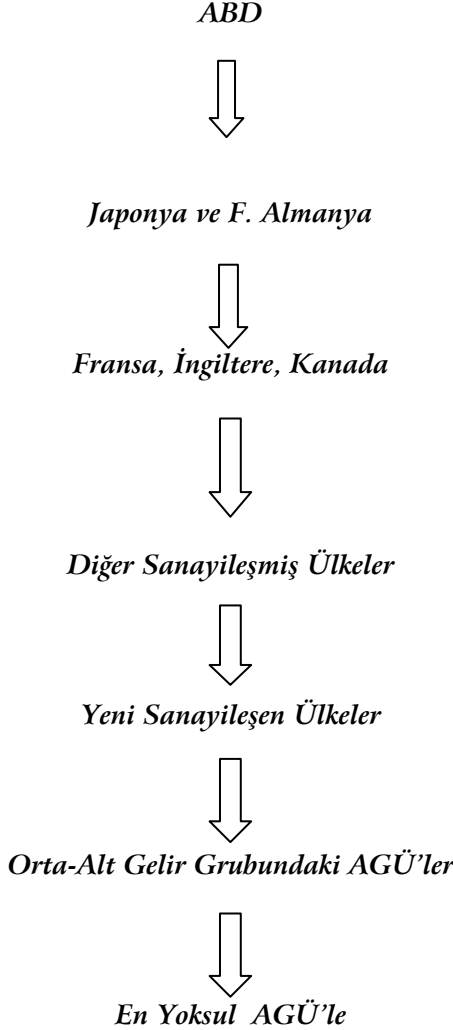 ABD
Japonya ve F. Almanya
Fransa, İngiltere, Kanada
Diğer Sanayileşmiş Ülkeler
Yeni Sanayileşen Ülkeler
Orta-Alt Gelir Grubundaki AGÜ’ler
En Yoksul AGÜ’le